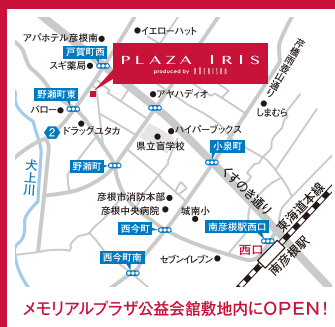 イエローハット
アパホテル彦根南
戸賀町西
スギ薬局
PLAZA IRIS
produced by
芹橋雨壺山通り
野瀬町東
アヤハディオ
しまむら
バロー
2
ドラッグユタカ
ハイパーブックス
県立盲学校
小泉町
犬上川
野瀬町
くすのき通り
彦根市消防本部
彦根中央病院
城南小
南彦根駅西口
東海道本線
西今町
西口
南彦根駅
西今町南
セブンイレブン
メモリアルプラザ公益会館敷地内にOPEN!